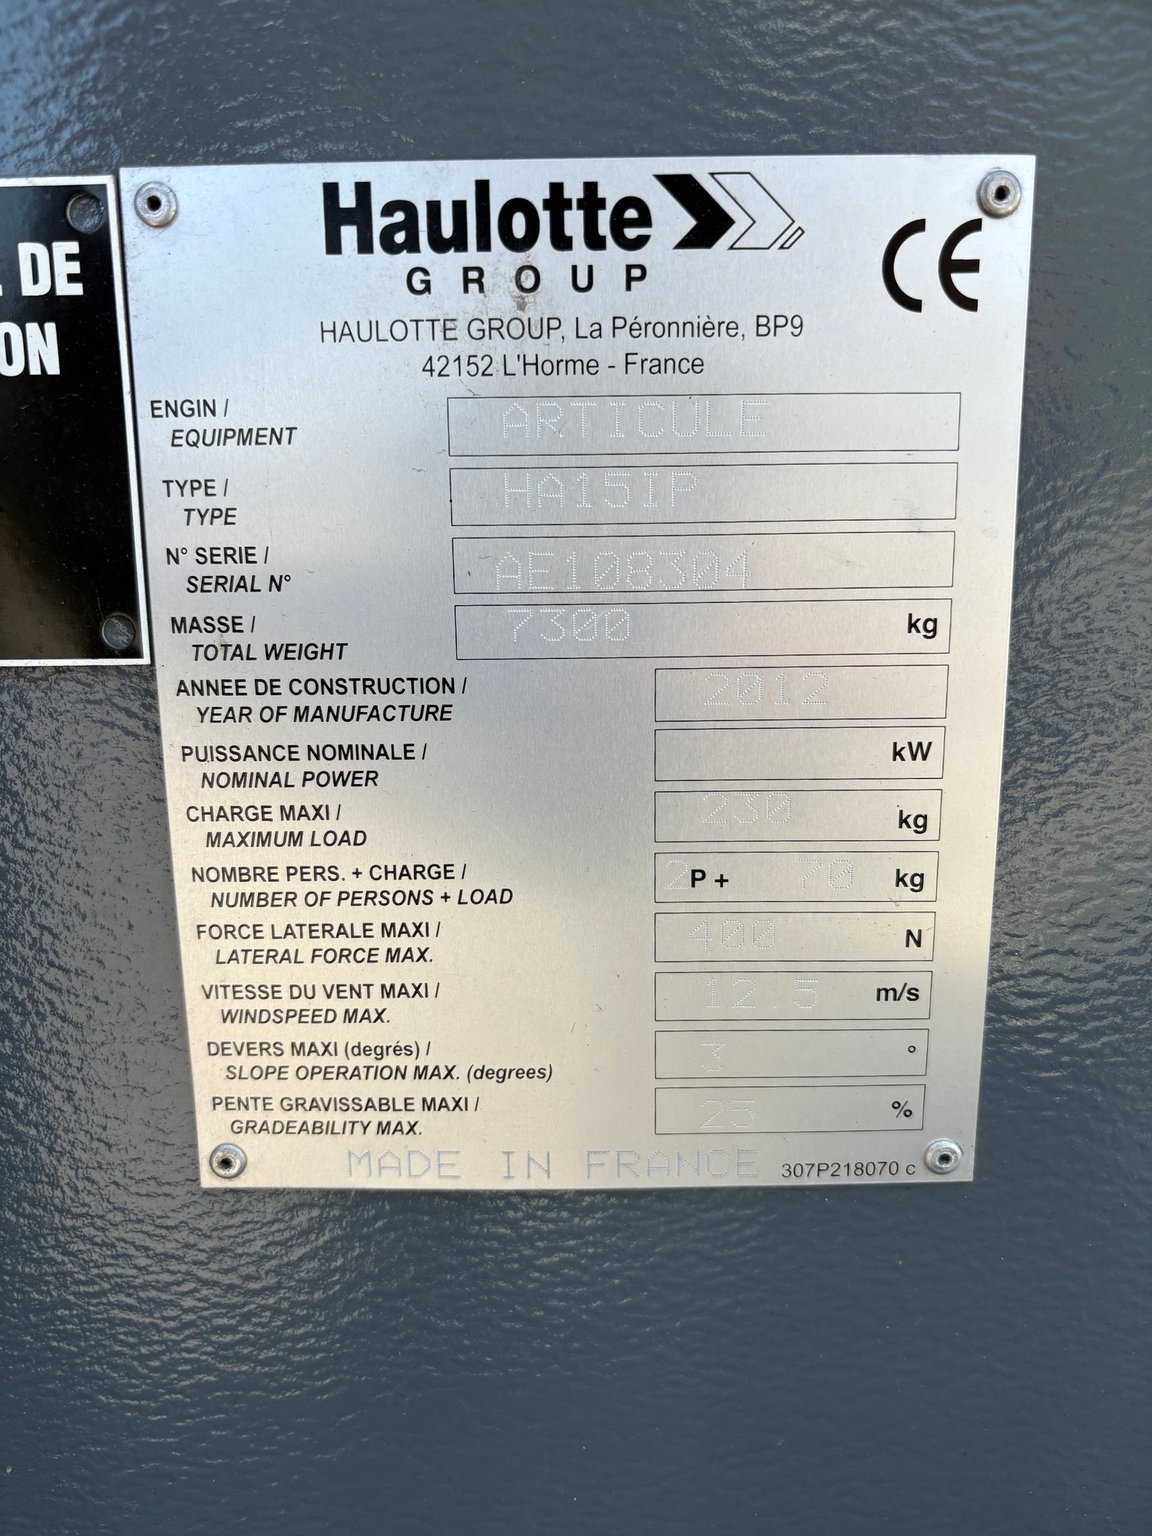 DE
ON
Haulotte
GROUP
CE
HAULOTTE GROUP, La Péronnière, BP9
42152 L'Horme - France
ENGIN / ARTICULE
EQUIPMENT
TYPE / HA15IP
TYPE
N° SERIE / AE108304
SERIAL N°
MASSE / 7300 kg
TOTAL WEIGHT
ANNEE DE CONSTRUCTION / 2012
YEAR OF MANUFACTURE
PUISSANCE NOMINALE / kW
NOMINAL POWER
CHARGE MAXI / 230 kg
MAXIMUM LOAD
NOMBRE PERS. + CHARGE / 2P + 70 kg
NUMBER OF PERSONS + LOAD
FORCE LATERALE MAXI / 400 N
LATERAL FORCE MAX.
VITESSE DU VENT MAXI / 12.5 m/s
WINDSPEED MAX.
DEVERS MAXI (degrés) / 3 °
SLOPE OPERATION MAX. (degrees)
PENTE GRAVISSABLE MAXI / 25 %
GRADEABILITY MAX.
MADE IN FRANCE 307P218070 c